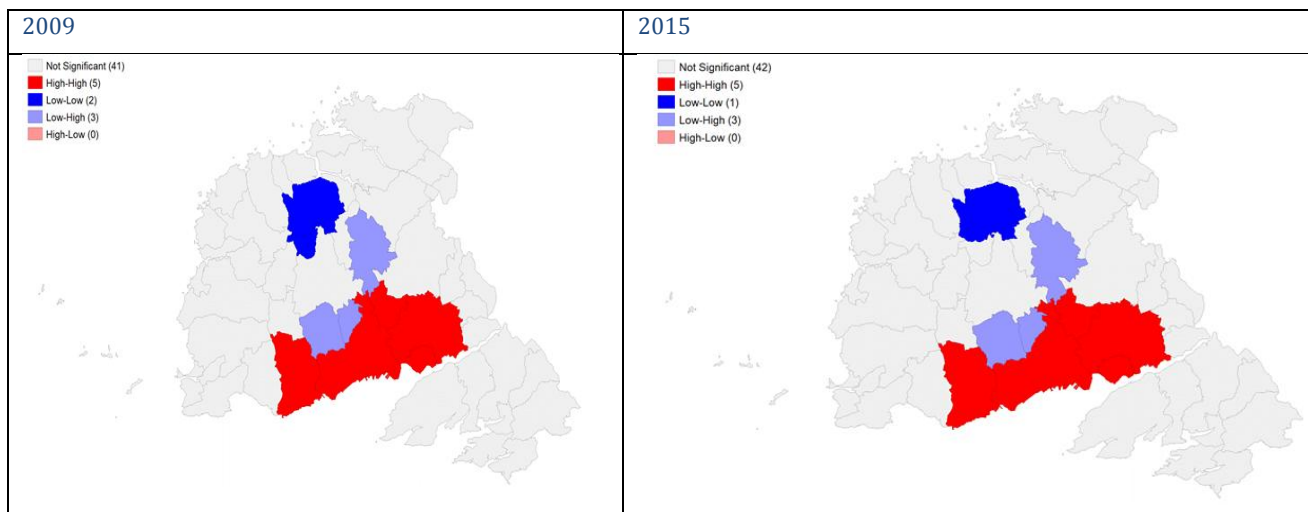 2009
Not Significant (41)
High-High (5)
Low-Low (2)
Low-High (3)
High-Low (0)
2015
Not Significant (42)
High-High (5)
Low-Low (1)
Low-High (3)
High-Low (0)